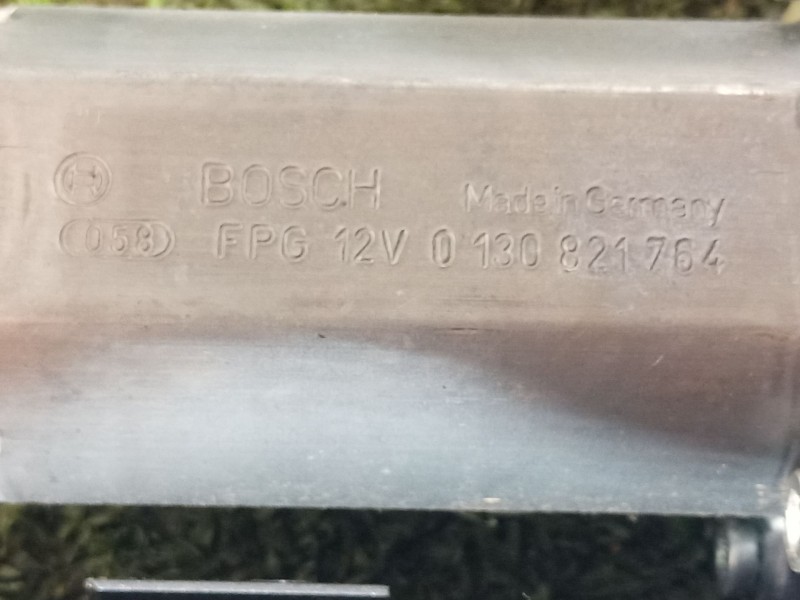 BOSCH Made in Germany
058 FPG 12V 0 130 821 764